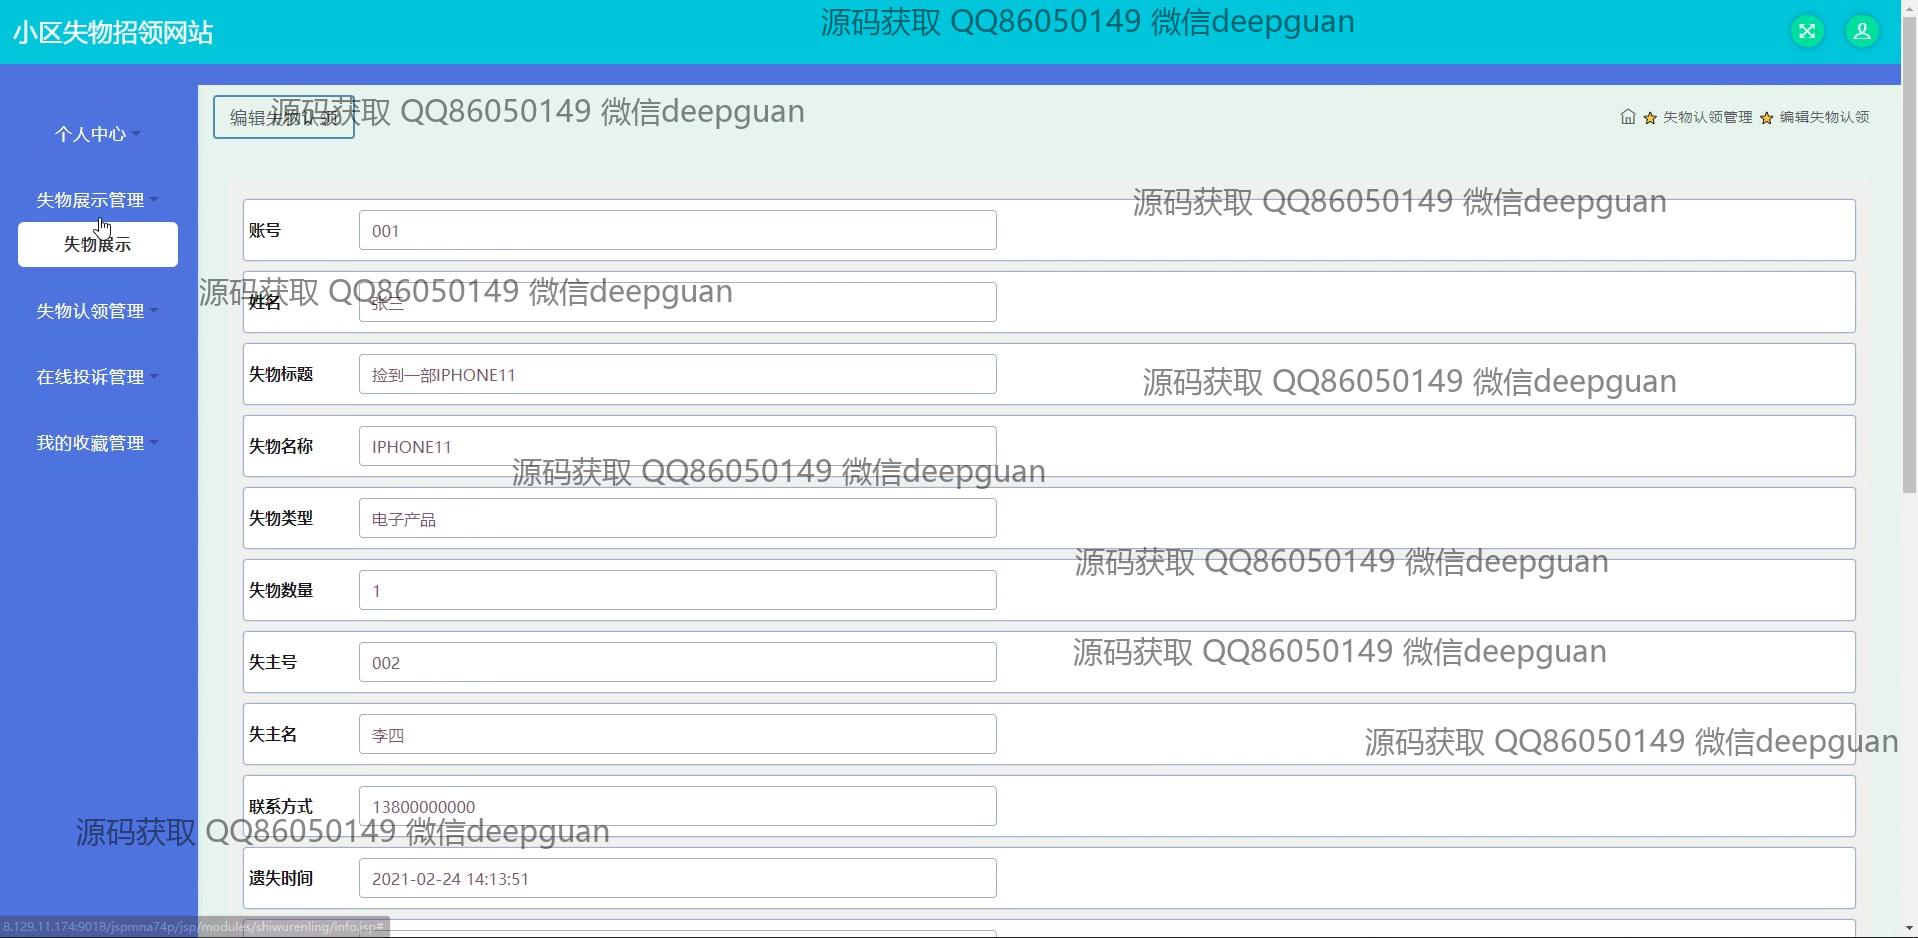 小区失物招领网站
源码获取 QQ86050149 微信deepguan
编辑失物认领
源码获取 QQ86050149 微信deepguan
失物认领管理 编辑失物认领
个人中心
失物展示管理
失物展示
失物认领管理
在线投诉管理
我的收藏管理
源码获取 QQ86050149 微信deepguan
账号 001
源码获取 QQ86050149 微信deepguan
姓名 张三
失物标题 捡到一部IPHONE11
源码获取 QQ86050149 微信deepguan
失物名称 IPHONE11
源码获取 QQ86050149 微信deepguan
失物类型 电子产品
源码获取 QQ86050149 微信deepguan
失物数量 1
失主号 002
源码获取 QQ86050149 微信deepguan
失主名 李四
源码获取 QQ86050149 微信deepguan
联系方式 13800000000
源码获取 QQ86050149 微信deepguan
遗失时间 2021-02-24 14:13:51
8.129.11.174:9018/jspmna74p/jsp/modules/shiwurenling/info.jsp#